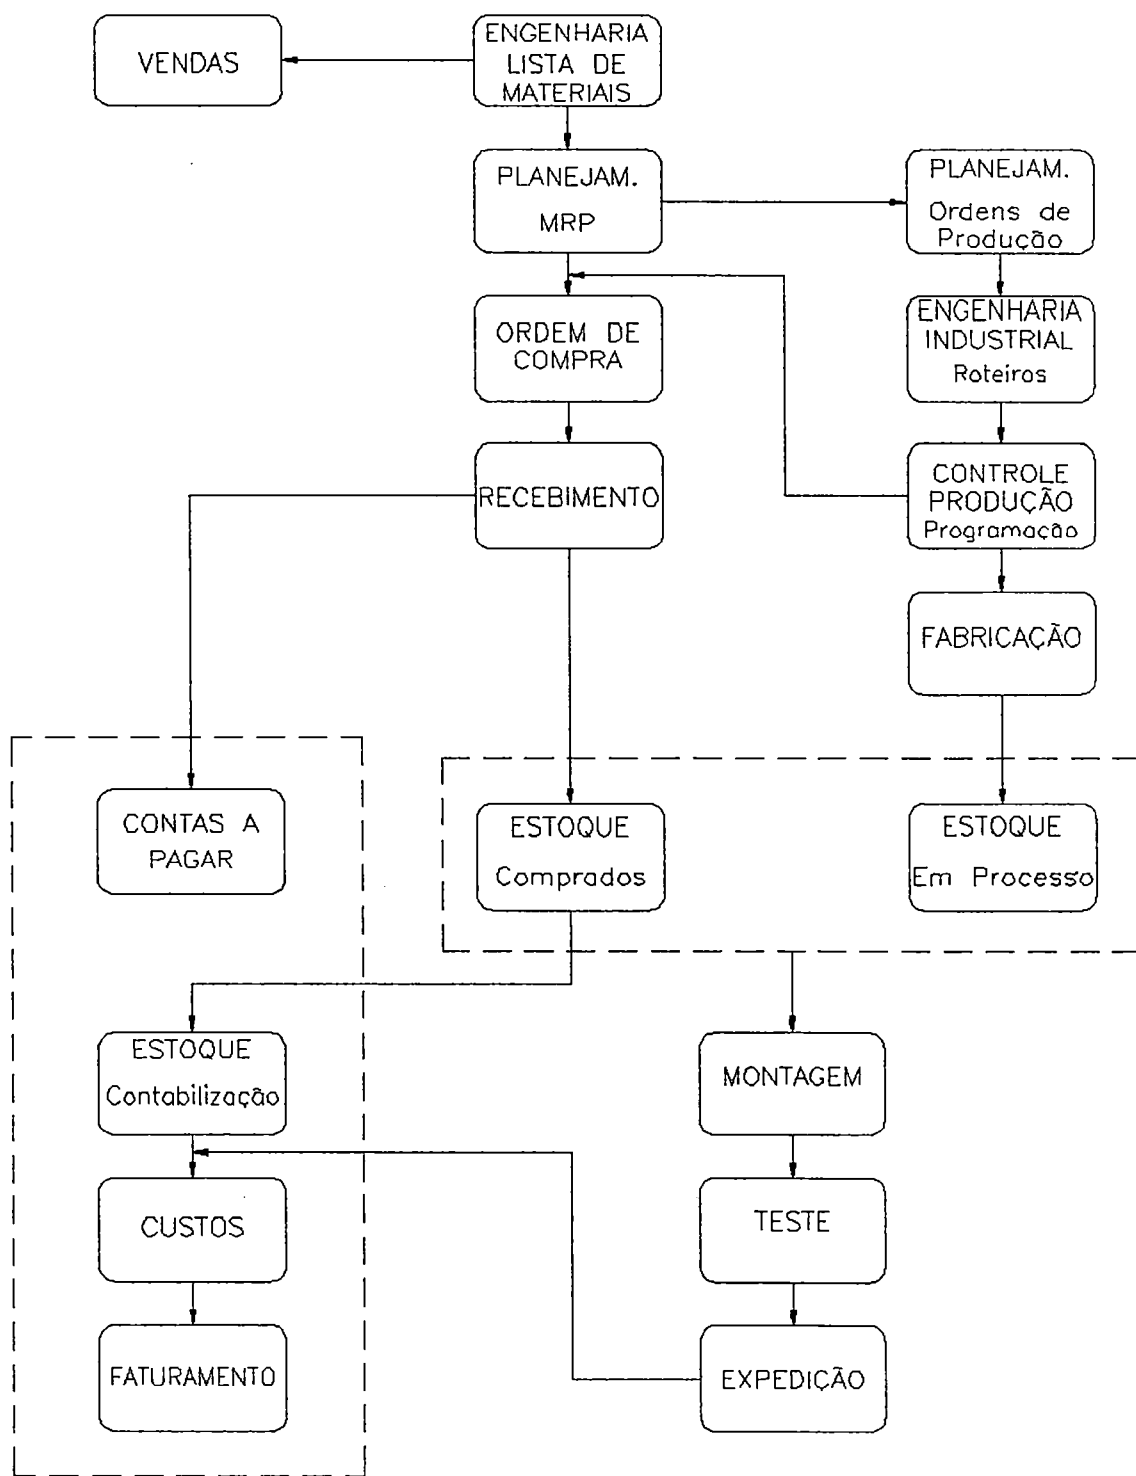 VENDAS
ENGENHARIA
LISTA DE
MATERIAIS
PLANEJAM.
MRP
PLANEJAM.
Ordens de
Produção
ORDEM DE
COMPRA
ENGENHARIA
INDUSTRIAL
Roteiros
RECEBIMENTO
CONTROLE
PRODUÇÃO
Programação
FABRICAÇÃO
CONTAS A
PAGAR
ESTOQUE
Comprados
ESTOQUE
Em Processo
ESTOQUE
Contabilização
MONTAGEM
CUSTOS
TESTE
FATURAMENTO
EXPEDIÇÃO